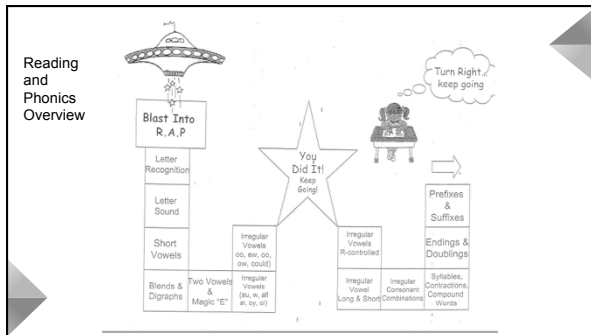 Reading
and
Phonics
Overview
Blast Into
R.A.P
Letter
Recognition
Letter
Sound
Short
Vowels
Blends &
Digraphs
Two Vowels
&
Magic "E"
Irregular
Vowels
oo, ew, oo,
ow, could
Irregular
Vowels
al, oy, oi
You
Did It!
Keep
Going!
Turn Right...
keep going
Irregular
Vowels
R-controlled
Irregular
Vowel
Long & Short
Irregular
Consonant
Combinations
Prefixes
&
Suffixes
Endings &
Doublings
Syllables,
Contractions,
Compound
Words